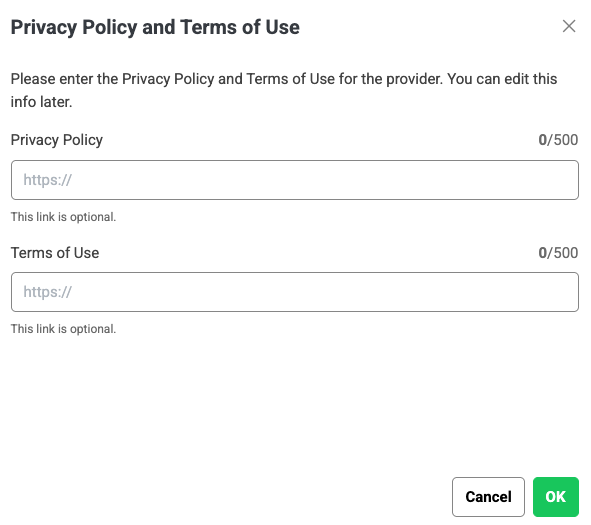 Privacy Policy and Terms of Use
Please enter the Privacy Policy and Terms of Use for the provider. You can edit this
info later.
Privacy Policy 0/500
https://
This link is optional.
Terms of Use 0/500
https://
This link is optional.
Cancel OK